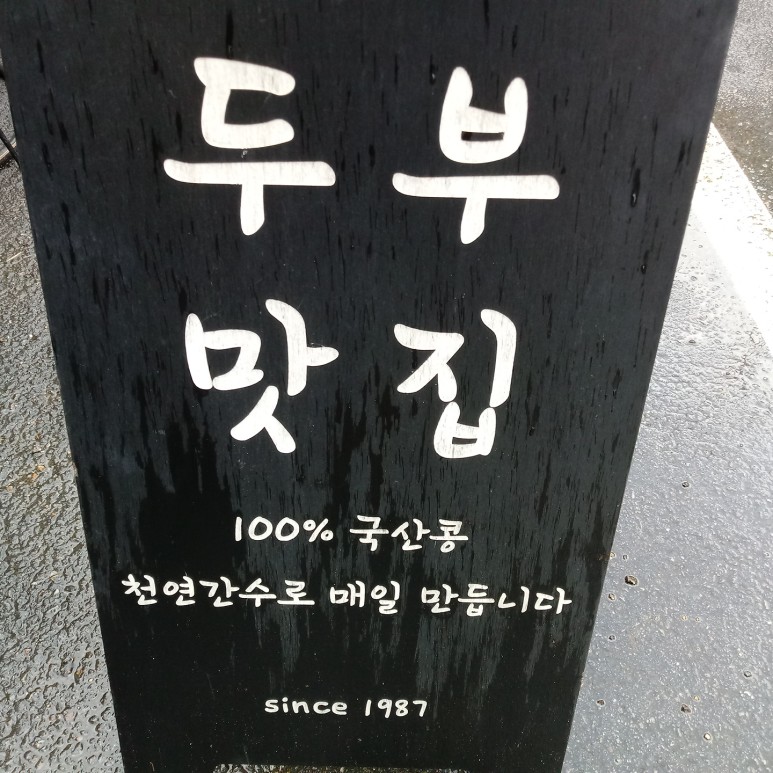 두부
맛집
100% 국산콩
천연간수로 매일 만듭니다
since 1987